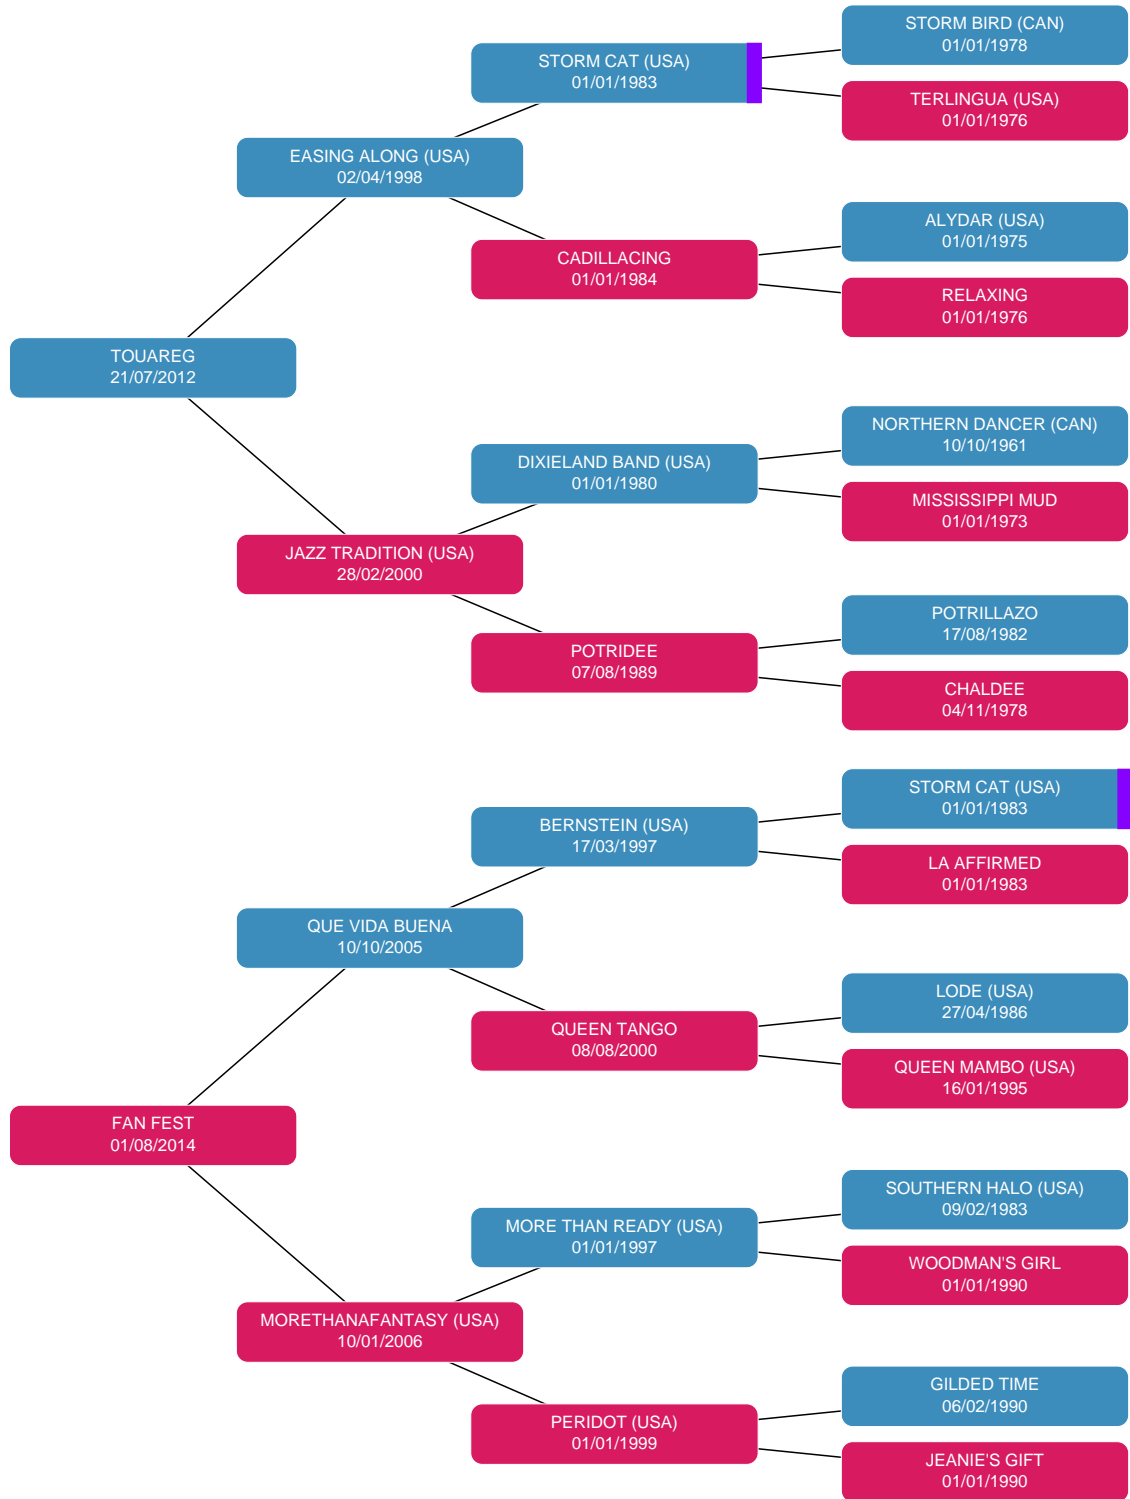 STORM BIRD (CAN)
01/01/1978
STORM CAT (USA)
01/01/1983
TERLINGUA (USA)
01/01/1976
EASING ALONG (USA)
02/04/1998
ALYDAR (USA)
01/01/1975
CADILLACING
01/01/1984
RELAXING
01/01/1976
TOUAREG
21/07/2012
NORTHERN DANCER (CAN)
10/10/1961
DIXIELAND BAND (USA)
01/01/1980
MISSISSIPPI MUD
01/01/1973
JAZZ TRADITION (USA)
28/02/2000
POTRILLAZO
17/08/1982
POTRIDEE
07/08/1989
CHALDEE
04/11/1978
STORM CAT (USA)
01/01/1983
BERNSTEIN (USA)
17/03/1997
LA AFFIRMED
01/01/1983
QUE VIDA BUENA
10/10/2005
LODE (USA)
27/04/1986
QUEEN TANGO
08/08/2000
QUEEN MAMBO (USA)
16/01/1995
FAN FEST
01/08/2014
SOUTHERN HALO (USA)
09/02/1983
MORE THAN READY (USA)
01/01/1997
WOODMAN'S GIRL
01/01/1990
MORETHANAFANTASY (USA)
10/01/2006
GILDED TIME
06/02/1990
PERIDOT (USA)
01/01/1999
JEANIE'S GIFT
01/01/1990